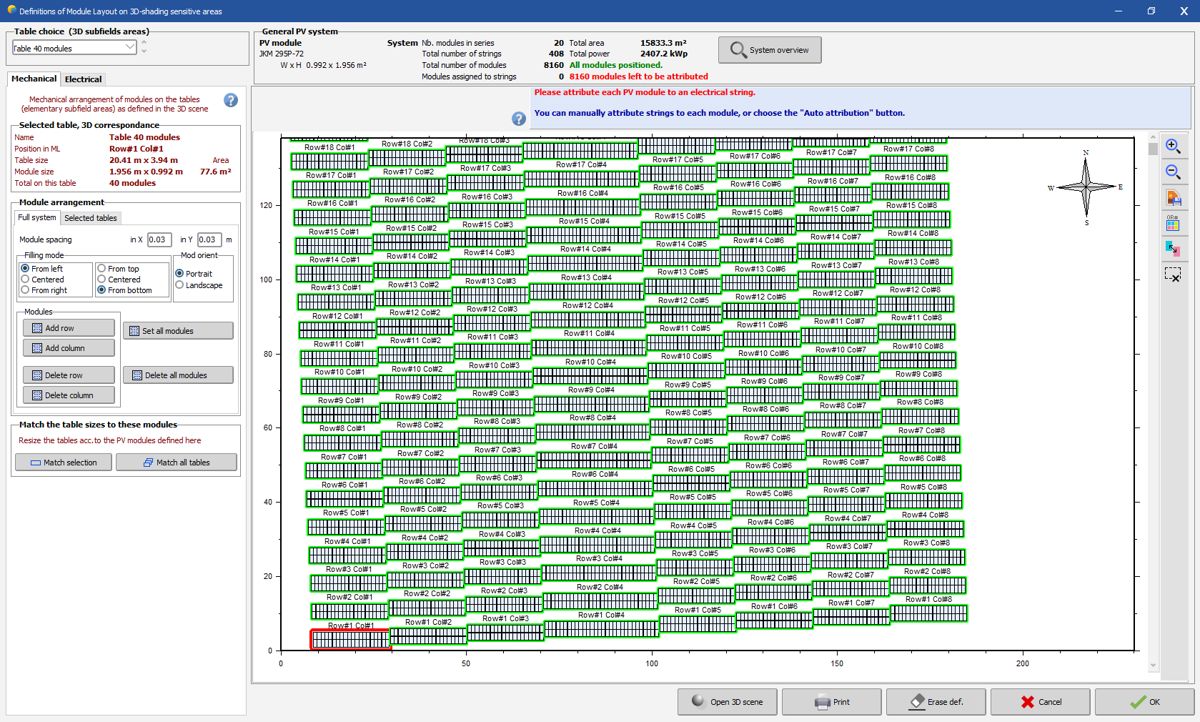 Definitions of Module Layout on 3D-shading sensitive areas
Table choice (3D subfields areas)
Table 40 modules
General PV system
PV module
JKM 295P-72
W x H 0.992 x 1.956 m²
System Nb. modules in series 20 Total area 15833.3 m²
Total number of strings 408 Total power 2407.2 kWp
Total number of modules 8160 All modules positioned.
Modules assigned to strings 0 8160 modules left to be attributed
System overview
Mechanical Electrical
Mechanical arrangement of modules on the tables
(elementary subfield areas) as defined in the 3D scene
Selected table, 3D correspondance
Name Table 40 modules
Position in ML Row#1 Col#1
Table size 20.41 m x 3.94 m Area
Module size 1.956 m x 0.992 m 77.6 m²
Total on this table 40 modules
Module arrangement
Full system Selected tables
Module spacing in X 0.03 in Y 0.03 m
Filling mode Mod orient
From left From top Portrait
Centered Centered Landscape
From right From bottom
Modules
Add row Set all modules
Add column
Delete row Delete all modules
Delete column
Match the table sizes to these modules
Resize the tables acc.to the PV modules defined here
Match selection Match all tables
Please attribute each PV module to an electrical string.
You can manually attribute strings to each module, or choose the "Auto attribution" button.
N
W E
S
Row#18 Col#1 Row#18 Col#2 Row#18 Col#3
Row#17 Col#1 Row#17 Col#2 Row#17 Col#3 Row#17 Col#4 Row#17 Col#5 Row#17 Col#6 Row#17 Col#7 Row#17 Col#8
Row#16 Col#1 Row#16 Col#2 Row#16 Col#3 Row#16 Col#4 Row#16 Col#5 Row#16 Col#6 Row#16 Col#7 Row#16 Col#8
Row#15 Col#1 Row#15 Col#2 Row#15 Col#3 Row#15 Col#4 Row#15 Col#5 Row#15 Col#6 Row#15 Col#7 Row#15 Col#8
Row#14 Col#1 Row#14 Col#2 Row#14 Col#3 Row#14 Col#4 Row#14 Col#5 Row#14 Col#6 Row#14 Col#7 Row#14 Col#8
Row#13 Col#1 Row#13 Col#2 Row#13 Col#3 Row#13 Col#4 Row#13 Col#5 Row#13 Col#6 Row#13 Col#7 Row#13 Col#8
Row#12 Col#1 Row#12 Col#2 Row#12 Col#3 Row#12 Col#4 Row#12 Col#5 Row#12 Col#6 Row#12 Col#7 Row#12 Col#8
Row#11 Col#1 Row#11 Col#2 Row#11 Col#3 Row#11 Col#4 Row#11 Col#5 Row#11 Col#6 Row#11 Col#7 Row#11 Col#8
Row#10 Col#1 Row#10 Col#2 Row#10 Col#3 Row#10 Col#4 Row#10 Col#5 Row#10 Col#6 Row#10 Col#7 Row#10 Col#8
Row#9 Col#1 Row#9 Col#2 Row#9 Col#3 Row#9 Col#4 Row#9 Col#5 Row#9 Col#6 Row#9 Col#7 Row#9 Col#8
Row#8 Col#1 Row#8 Col#2 Row#8 Col#3 Row#8 Col#4 Row#8 Col#5 Row#8 Col#6 Row#8 Col#7 Row#8 Col#8
Row#7 Col#1 Row#7 Col#2 Row#7 Col#3 Row#7 Col#4 Row#7 Col#5 Row#7 Col#6 Row#7 Col#7 Row#7 Col#8
Row#6 Col#1 Row#6 Col#2 Row#6 Col#3 Row#6 Col#4 Row#6 Col#5 Row#6 Col#6 Row#6 Col#7 Row#6 Col#8
Row#5 Col#1 Row#5 Col#2 Row#5 Col#3 Row#5 Col#4 Row#5 Col#5 Row#5 Col#6 Row#5 Col#7 Row#5 Col#8
Row#4 Col#1 Row#4 Col#2 Row#4 Col#3 Row#4 Col#4 Row#4 Col#5 Row#4 Col#6 Row#4 Col#7 Row#4 Col#8
Row#3 Col#1 Row#3 Col#2 Row#3 Col#3 Row#3 Col#4 Row#3 Col#5 Row#3 Col#6 Row#3 Col#7 Row#3 Col#8
Row#2 Col#1 Row#2 Col#2 Row#2 Col#3 Row#2 Col#4 Row#2 Col#5 Row#2 Col#6 Row#2 Col#7 Row#2 Col#8
Row#1 Col#1 Row#1 Col#2 Row#1 Col#3 Row#1 Col#4 Row#1 Col#5 Row#1 Col#6 Row#1 Col#7 Row#1 Col#8
120
100
80
60
40
20
0
0 50 100 150 200
Open 3D scene Print Erase def. Cancel OK